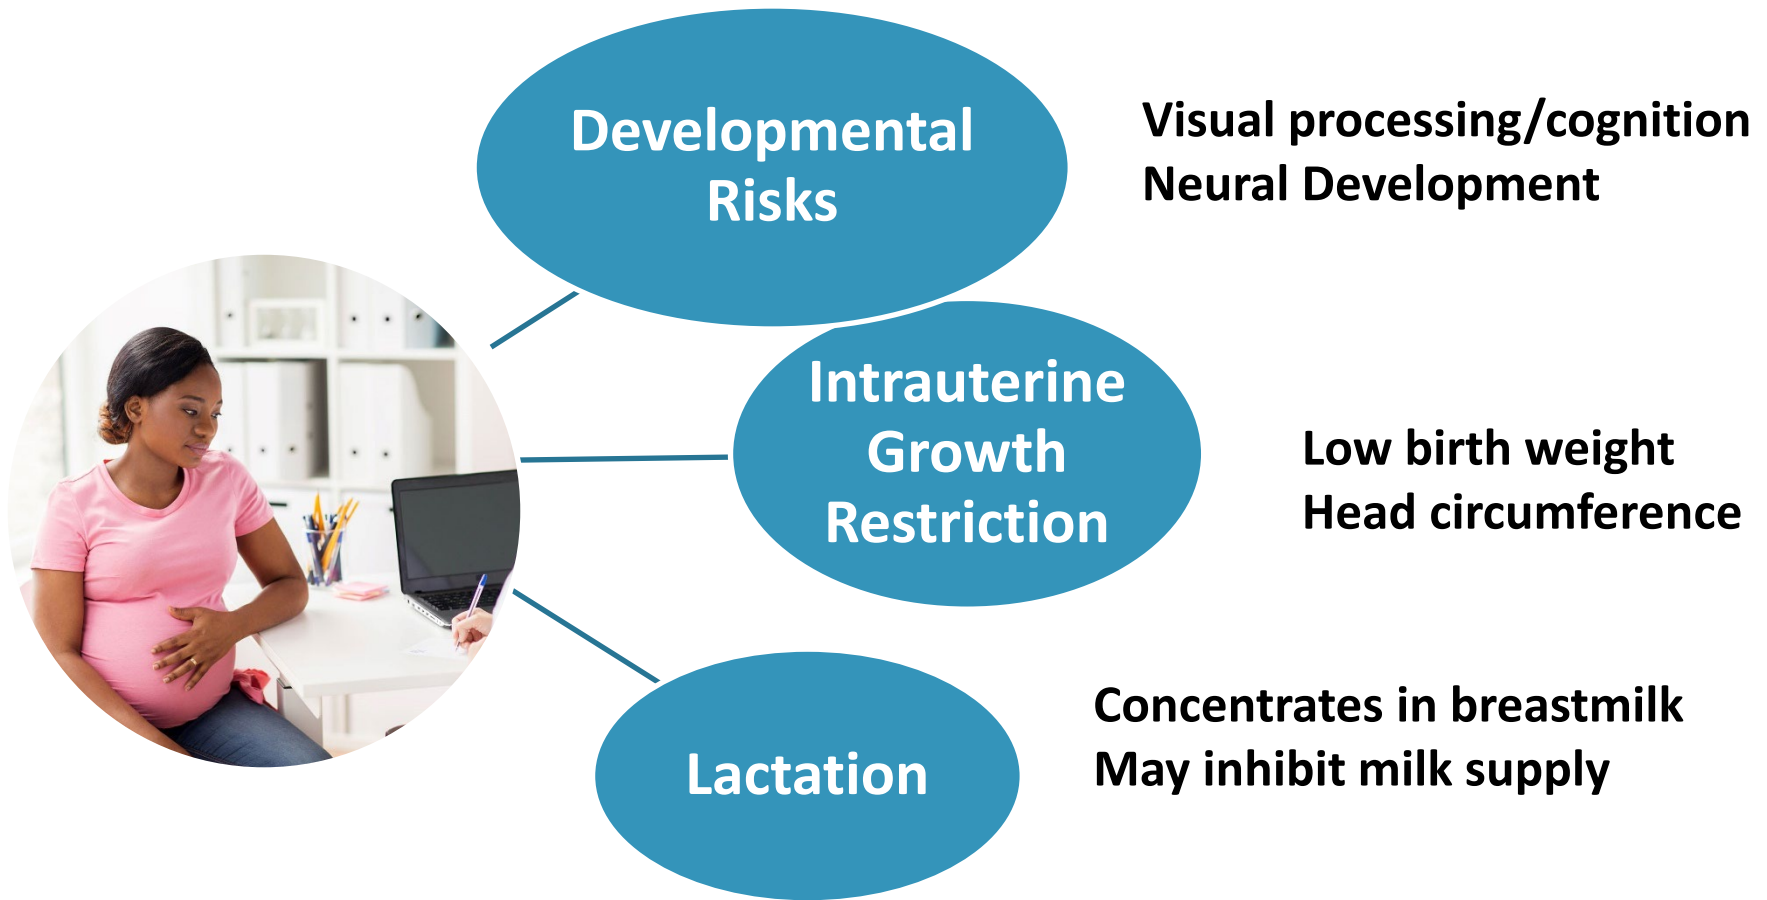 Developmental
Risks
Visual processing/cognition
Neural Development
Intrauterine
Growth
Restriction
Low birth weight
Head circumference
Lactation
Concentrates in breastmilk
May inhibit milk supply